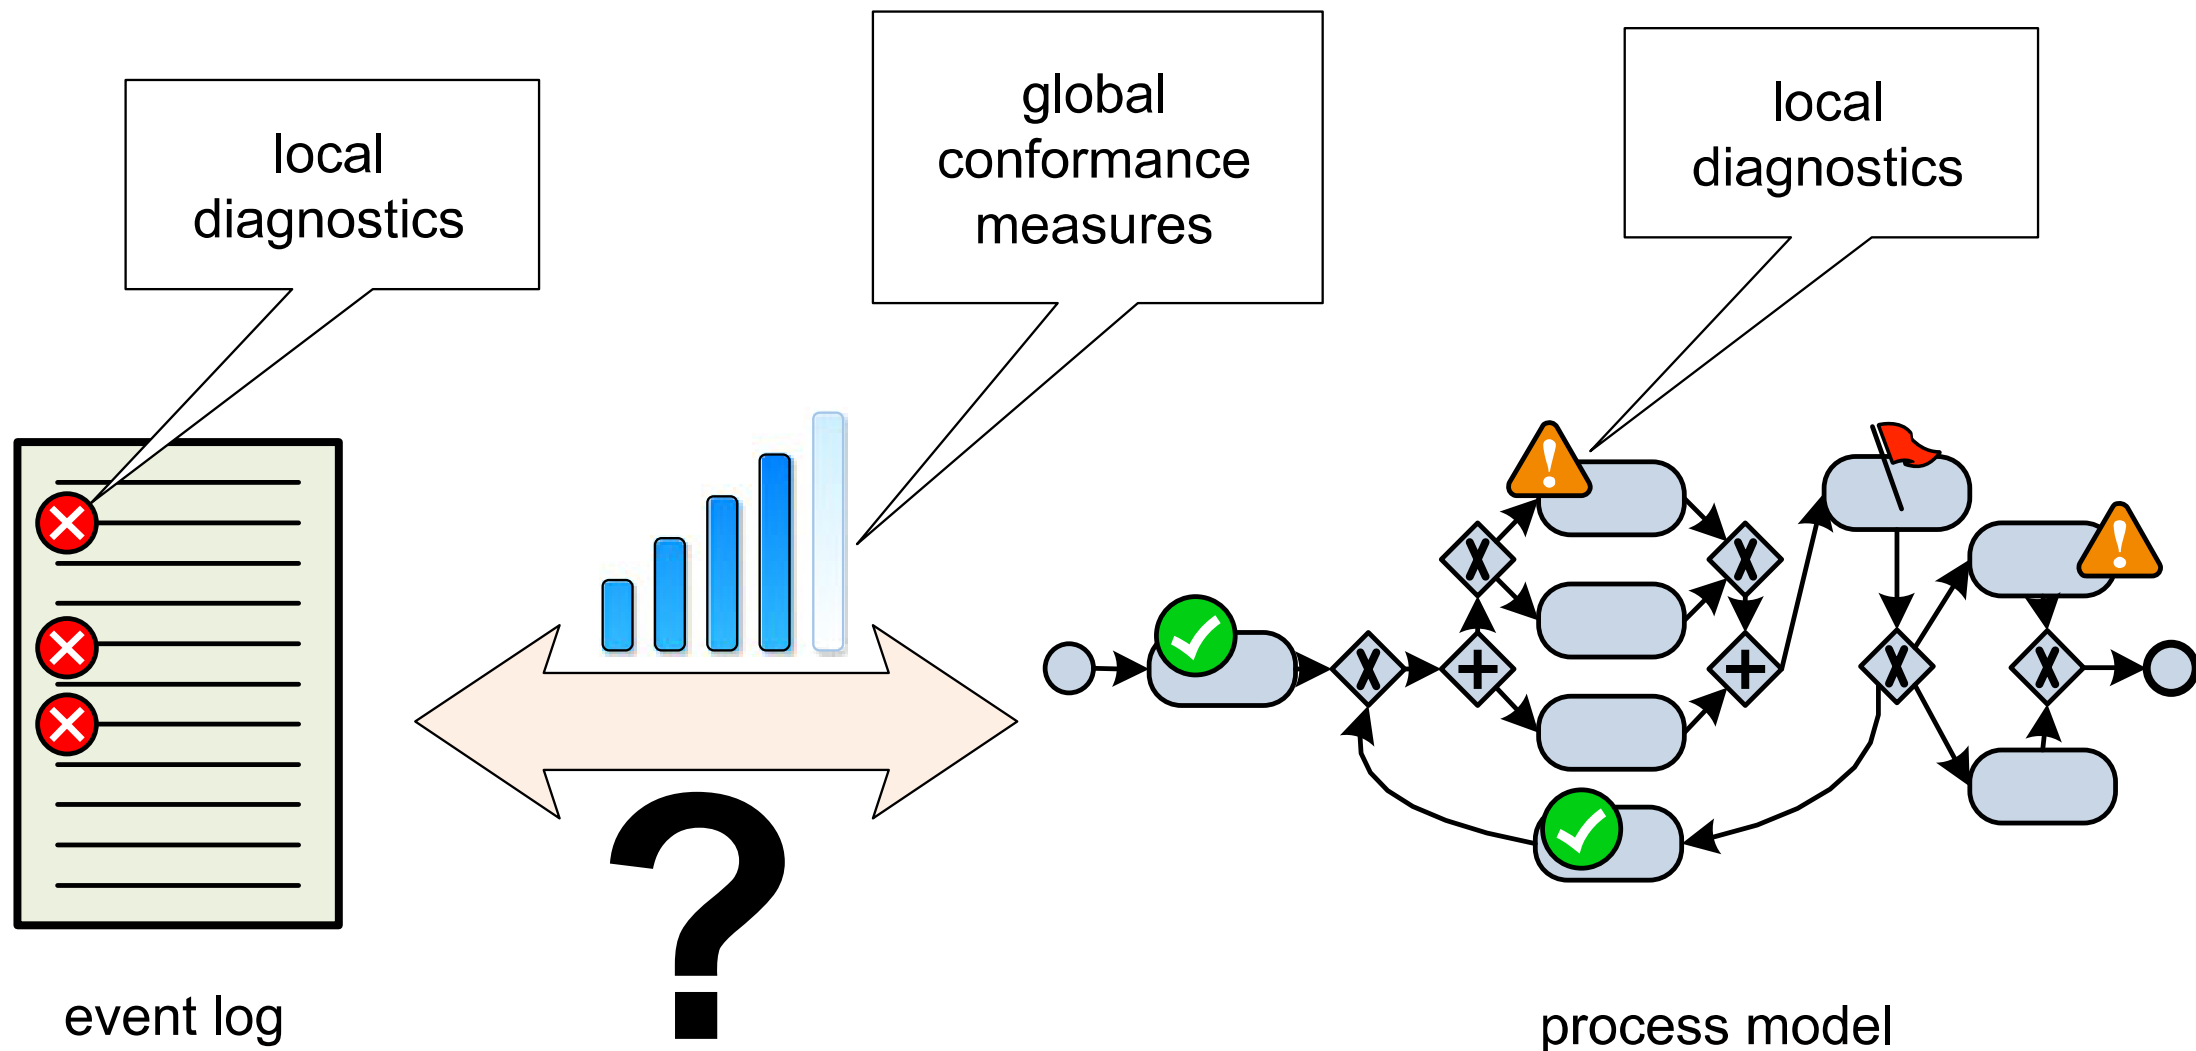 local
diagnostics
global
conformance
measures
local
diagnostics
?
event log
process model